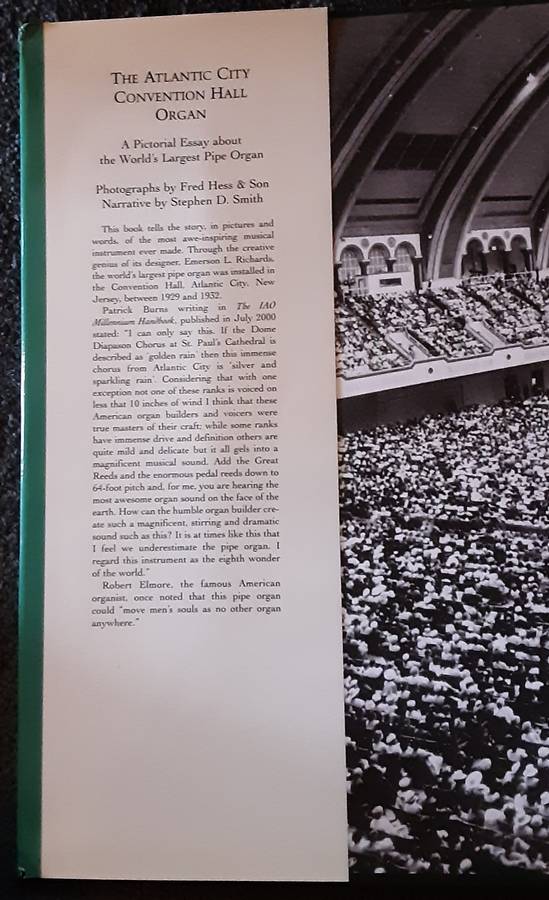 THE ATLANTIC CITY
CONVENTION HALL
ORGAN
A Pictorial Essay about
the World's Largest Pipe Organ
Photographs by Fred Hess & Son
Narrative by Stephen D. Smith
This book tells the story, in pictures and
words, of the most awe-inspiring musical
instrument ever made. Through the creative
genius of its designer, Emerson L. Richards,
the world's largest pipe organ was installed in
the Convention Hall, Atlantic City, New
Jersey, between 1929 and 1932.
Patrick Burns writing in The IAO
Millennium Handbook, published in July 2000
stated: "I can only say this. If the Dome
Diapason Chorus at St. Paul's Cathedral is
described as 'golden rain' then this immense
chorus from Atlantic City is 'silver and
sparkling rain'. Considering that with one
exception not one of these ranks is voiced on
less that 10 inches of wind I think that these
American organ builders and voicers were
true masters of their craft; while some ranks
have immense drive and definition others are
quite mild and delicate but it all gels into a
magnificent musical sound. Add the Great
Reeds and the enormous pedal reeds down to
64-foot pitch and, for me, you are hearing the
most awesome organ sound on the face of the
earth. How can the humble organ builder cre-
ate such a magnificent, stirring and dramatic
sound such as this? It is at times like this that
I feel we underestimate the pipe organ. I
regard this instrument as the eighth wonder
of the world."
Robert Elmore, the famous American
organist, once noted that this pipe organ
could "move men's souls as no other organ
anywhere."